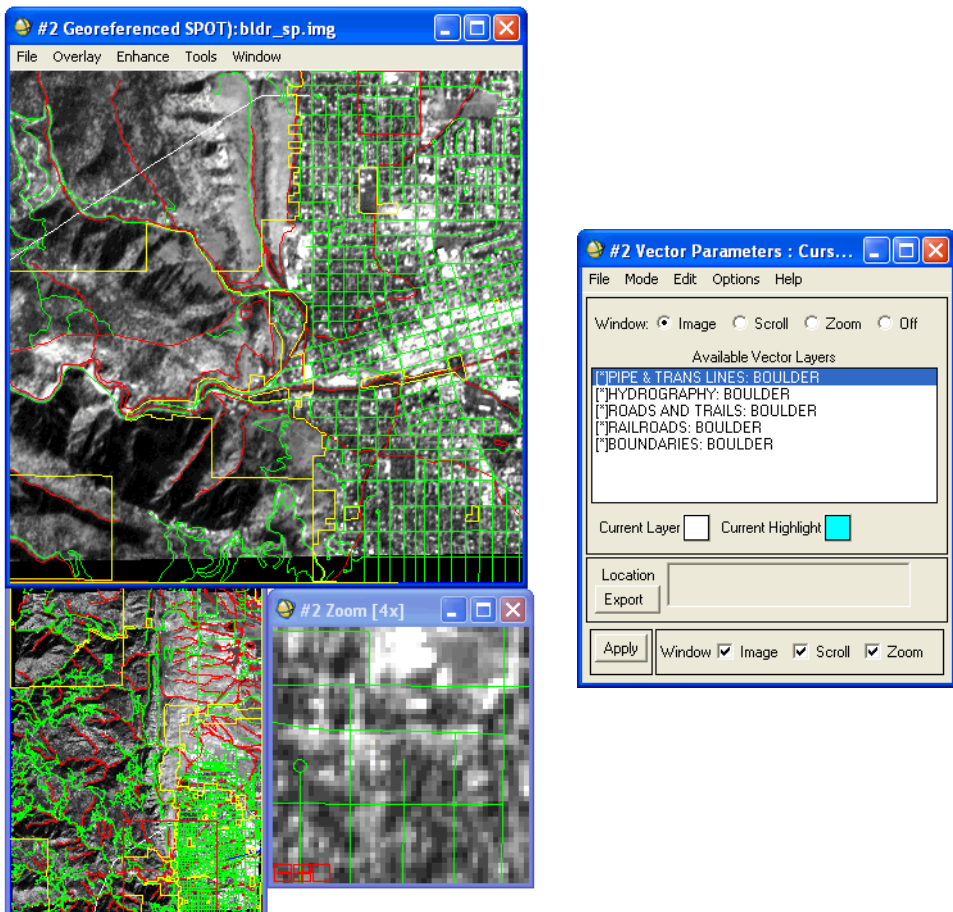 #2 Georeferenced SPOT):bldr_sp.img
File Overlay Enhance Tools Window
#2 Zoom [4x]
#2 Vector Parameters : Curs...
File Mode Edit Options Help
Window: Image Scroll Zoom Off
Available Vector Layers
[*]PIPE & TRANS LINES: BOULDER
[*]HYDROGRAPHY: BOULDER
[*]ROADS AND TRAILS: BOULDER
[*]RAILROADS: BOULDER
[*]BOUNDARIES: BOULDER
Current Layer Current Highlight
Location
Export
Apply Window Image Scroll Zoom